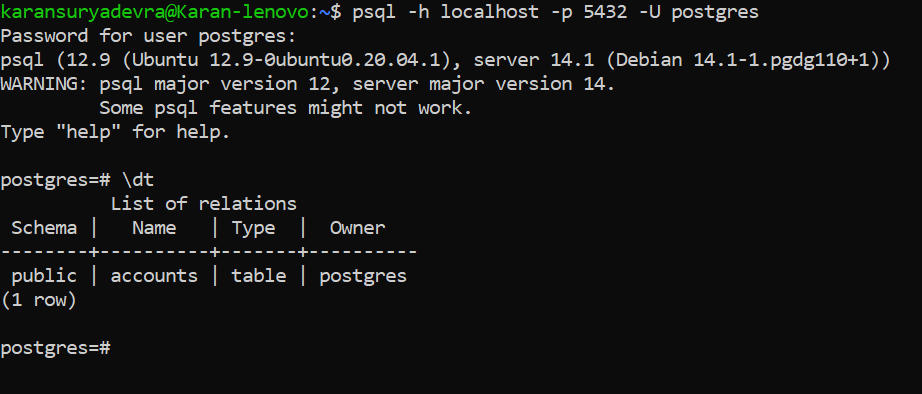 karansuryadevra@Karan-lenovo:~$ psql -h localhost -p 5432 -U postgres
Password for user postgres:
psql (12.9 (Ubuntu 12.9-0ubuntu0.20.04.1), server 14.1 (Debian 14.1-1.pgdg110+1))
WARNING: psql major version 12, server major version 14.
         Some psql features might not work.
Type "help" for help.

postgres=# \dt
          List of relations
 Schema |   Name   | Type  |  Owner
--------+----------+-------+----------
 public | accounts | table | postgres
(1 row)

postgres=#